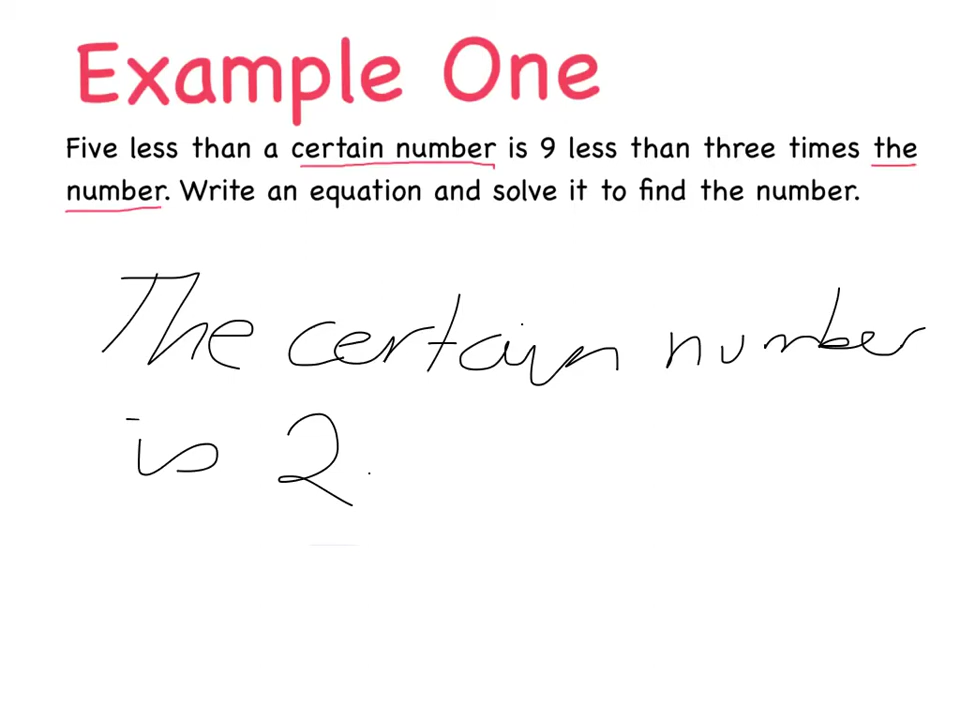 Example One
Five less than a certain number is 9 less than three times the
number. Write an equation and solve it to find the number.
The certain number
is 2.